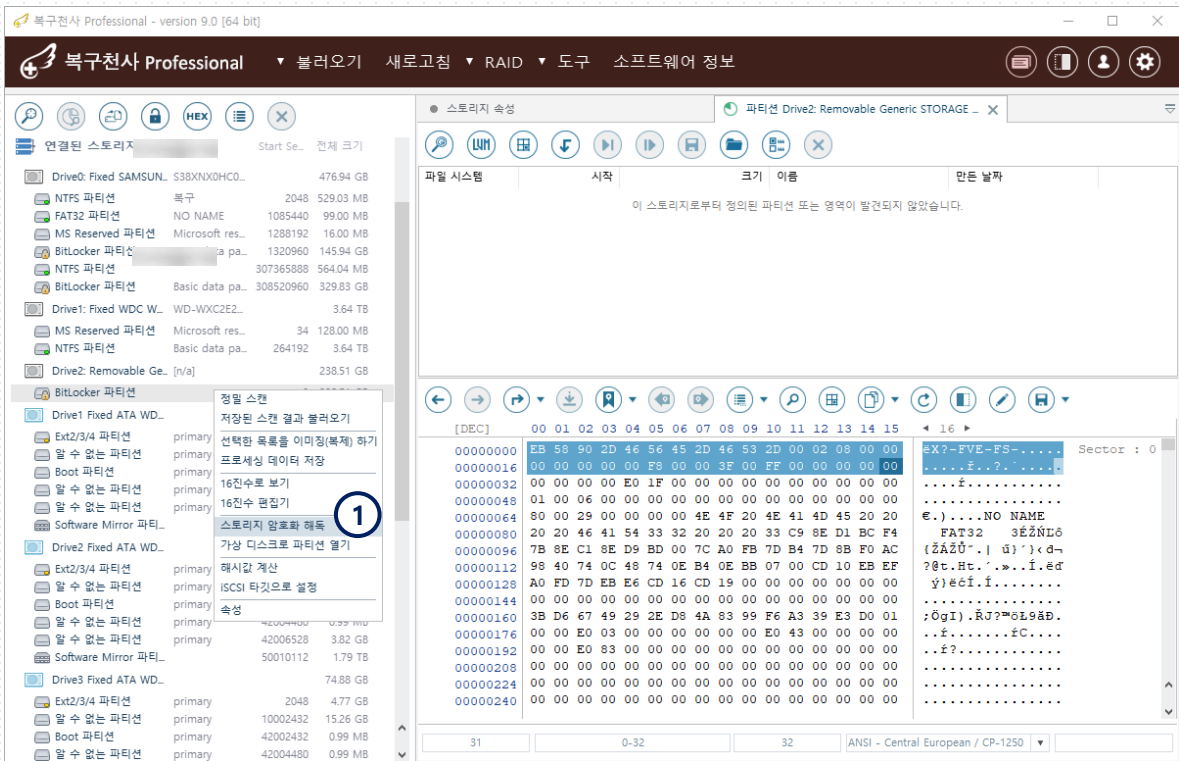 복구천사 Professional - version 9.0 [64 bit]
복구천사 Professional ▼ 불러오기 새로고침 ▼ RAID ▼ 도구 소프트웨어 정보
HEX
연결된 스토리지 Start Se... 전체 크기
Drive0: Fixed SAMSUN... S38XNX0HC0... 476.94 GB
NTFS 파티션 복구 2048 529.03 MB
FAT32 파티션 NO NAME 1085440 99.00 MB
MS Reserved 파티션 Microsoft res... 1288192 16.00 MB
BitLocker 파티션 ta pa... 1320960 145.94 GB
NTFS 파티션 307365888 564.04 MB
BitLocker 파티션 Basic data pa... 308520960 329.83 GB
Drive1: Fixed WDC W... WD-WXC2E2... 3.64 TB
MS Reserved 파티션 Microsoft res... 34 128.00 MB
NTFS 파티션 Basic data pa... 264192 3.64 TB
Drive2: Removable Ge... [n/a] 238.51 GB
BitLocker 파티션
Drive1 Fixed ATA WD...
Ext2/3/4 파티션 primary
알 수 없는 파티션 primary
Boot 파티션 primary
알 수 없는 파티션 primary
알 수 없는 파티션 primary
Software Mirror 파티...
Drive2 Fixed ATA WD...
Ext2/3/4 파티션 primary
알 수 없는 파티션 primary
Boot 파티션 primary
알 수 없는 파티션 primary 42004480 0.99 MB
알 수 없는 파티션 primary 42006528 3.82 GB
Software Mirror 파티... 50010112 1.79 TB
Drive3 Fixed ATA WD... 74.88 GB
Ext2/3/4 파티션 primary 2048 4.77 GB
알 수 없는 파티션 primary 10002432 15.26 GB
Boot 파티션 primary 42002432 0.99 MB
알 수 없는 파티션 primary 42004480 0.99 MB
정밀 스캔
저장된 스캔 결과 불러오기
선택한 목록을 이미징(복제) 하기
프로세싱 데이터 저장
16진수로 보기
16진수 편집기
스토리지 암호화 해독
1
가상 디스크로 파티션 열기
해시값 계산
iSCSI 타깃으로 설정
속성
스토리지 속성
파티션 Drive2: Removable Generic STORAGE ...
LVM
파일 시스템 시작 크기 이름 만든 날짜
이 스토리지로부터 정의된 파티션 또는 영역이 발견되지 않았습니다.
[DEC] 00 01 02 03 04 05 06 07 08 09 10 11 12 13 14 15 ◄ 16 ►
00000000 EB 58 90 2D 46 56 45 2D 46 53 2D 00 02 08 00 00 ëX?-FVE-FS-..... Sector : 0
00000016 00 00 00 00 00 F8 00 00 3F 00 FF 00 00 00 00 00 .....ř..?.˙.....
00000032 00 00 00 00 E0 1F 00 00 00 00 00 00 00 00 00 00 ....ŕ...........
00000048 01 00 06 00 00 00 00 00 00 00 00 00 00 00 00 00 ................
00000064 80 00 29 00 00 00 00 4E 4F 20 4E 41 4D 45 20 20 €.)....NO NAME
00000080 20 20 46 41 54 33 32 20 20 20 33 C9 8E D1 BC F4 FAT32 3ÉŽŃĽô
00000096 7B 8E C1 8E D9 BD 00 7C A0 FB 7D B4 7D 8B F0 AC {ŽÁŽŮ˝.| ű}´}‹đ¬
00000112 98 40 74 0C 48 74 0E B4 0E BB 07 00 CD 10 EB EF ?@t.Ht.´.»..Í.ëď
00000128 A0 FD 7D EB E6 CD 16 CD 19 00 00 00 00 00 00 00 ý}ëćÍ.Í.......
00000144 00 00 00 00 00 00 00 00 00 00 00 00 00 00 00 00 ................
00000160 3B D6 67 49 29 2E D8 4A 83 99 F6 A3 39 E3 D0 01 ;ÖgI).ŘJ?™öŁ9ăĐ.
00000176 00 00 E0 03 00 00 00 00 00 00 E0 43 00 00 00 00 ..ŕ.......ŕC....
00000192 00 00 E0 83 00 00 00 00 00 00 00 00 00 00 00 00 ..ŕ?............
00000208 00 00 00 00 00 00 00 00 00 00 00 00 00 00 00 00 ................
00000224 00 00 00 00 00 00 00 00 00 00 00 00 00 00 00 00 ................
00000240 00 00 00 00 00 00 00 00 00 00 00 00 00 00 00 00 ................
31 0-32 32 ANSI - Central European / CP-1250 ▼